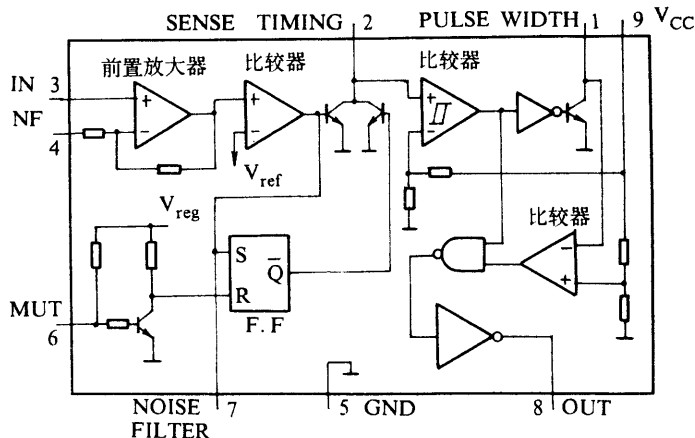 SENSE TIMING 2 PULSE WIDTH 1 9 VCC
前置放大器 比较器 比较器
IN 3
+
−
NF
4
+
−
Vref
+
−
Vreg
比较器
−
+
S
R
Q̅
F.F
MUT
6
NOISE FILTER 7
5 GND
8 OUT